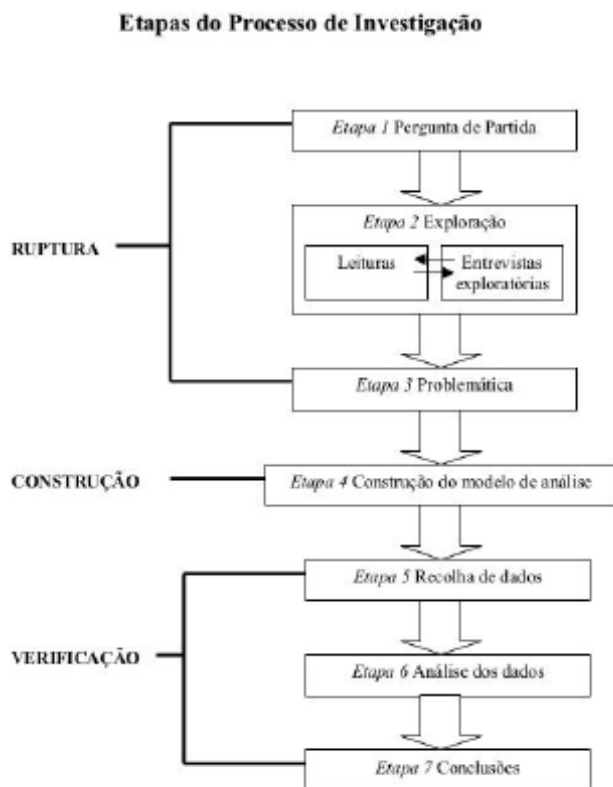 Etapas do Processo de Investigação
Etapa 1 Pergunta de Partida
Etapa 2 Exploração
RUPTURA
Leituras
Entrevistas
exploratórias
Etapa 3 Problemática
CONSTRUÇÃO
Etapa 4 Construção do modelo de análise
Etapa 5 Recolha de dados
VERIFICAÇÃO
Etapa 6 Análise dos dados
Etapa 7 Conclusões